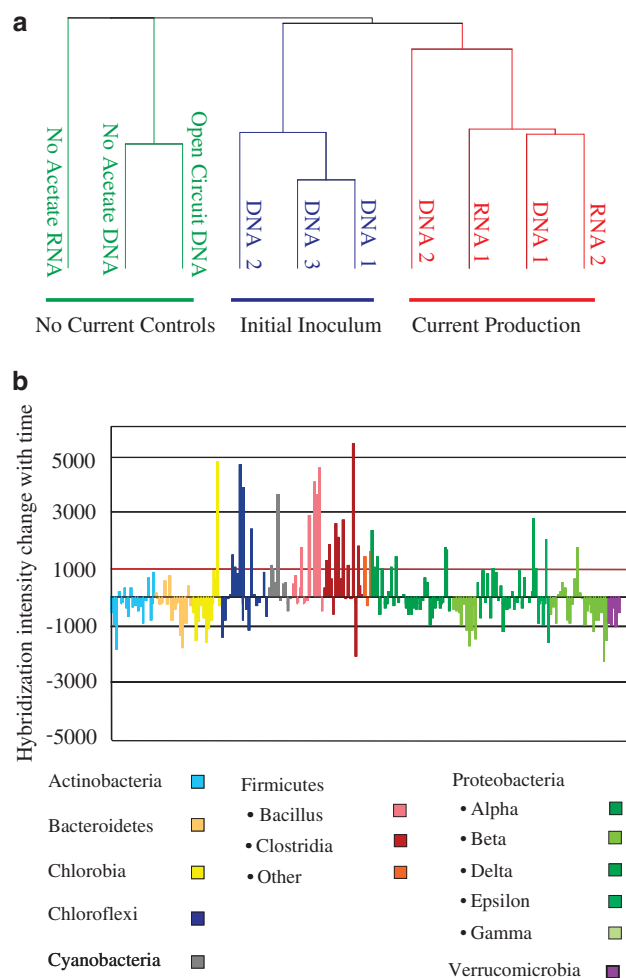 a
No Acetate RNA
No Acetate DNA
Open Circuit DNA
DNA 2
DNA 3
DNA 1
DNA 2
RNA 1
DNA 1
RNA 2
No Current Controls
Initial Inoculum
Current Production
b
Hybridization intensity change with time
5000
3000
1000
-1000
-3000
-5000
Actinobacteria
Bacteroidetes
Chlorobia
Chloroflexi
Cyanobacteria
Firmicutes
• Bacillus
• Clostridia
• Other
Proteobacteria
• Alpha
• Beta
• Delta
• Epsilon
• Gamma
Verrucomicrobia